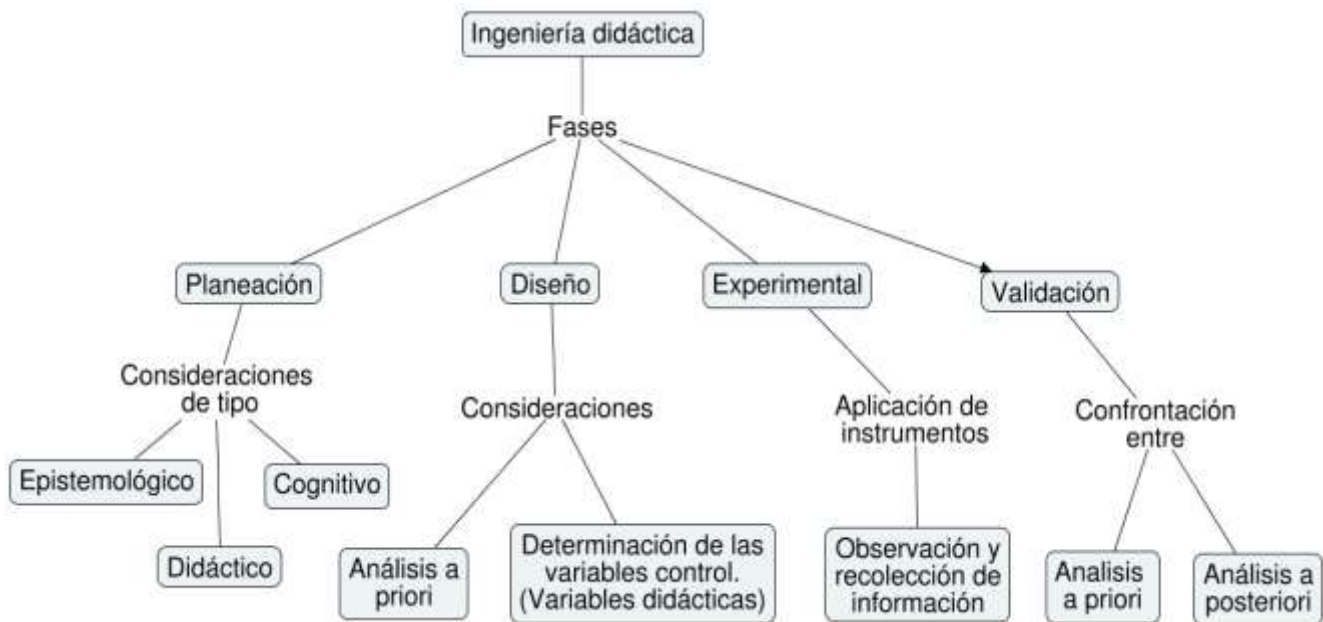 Ingeniería didáctica
Fases
Planeación
Diseño
Experimental
Validación
Consideraciones
de tipo
Consideraciones
Aplicación de
instrumentos
Confrontación
entre
Epistemológico
Cognitivo
Didáctico
Análisis a
priori
Determinación de las
variables control.
(Variables didácticas)
Observación y
recolección de
información
Analisis
a priori
Análisis a
posteriori